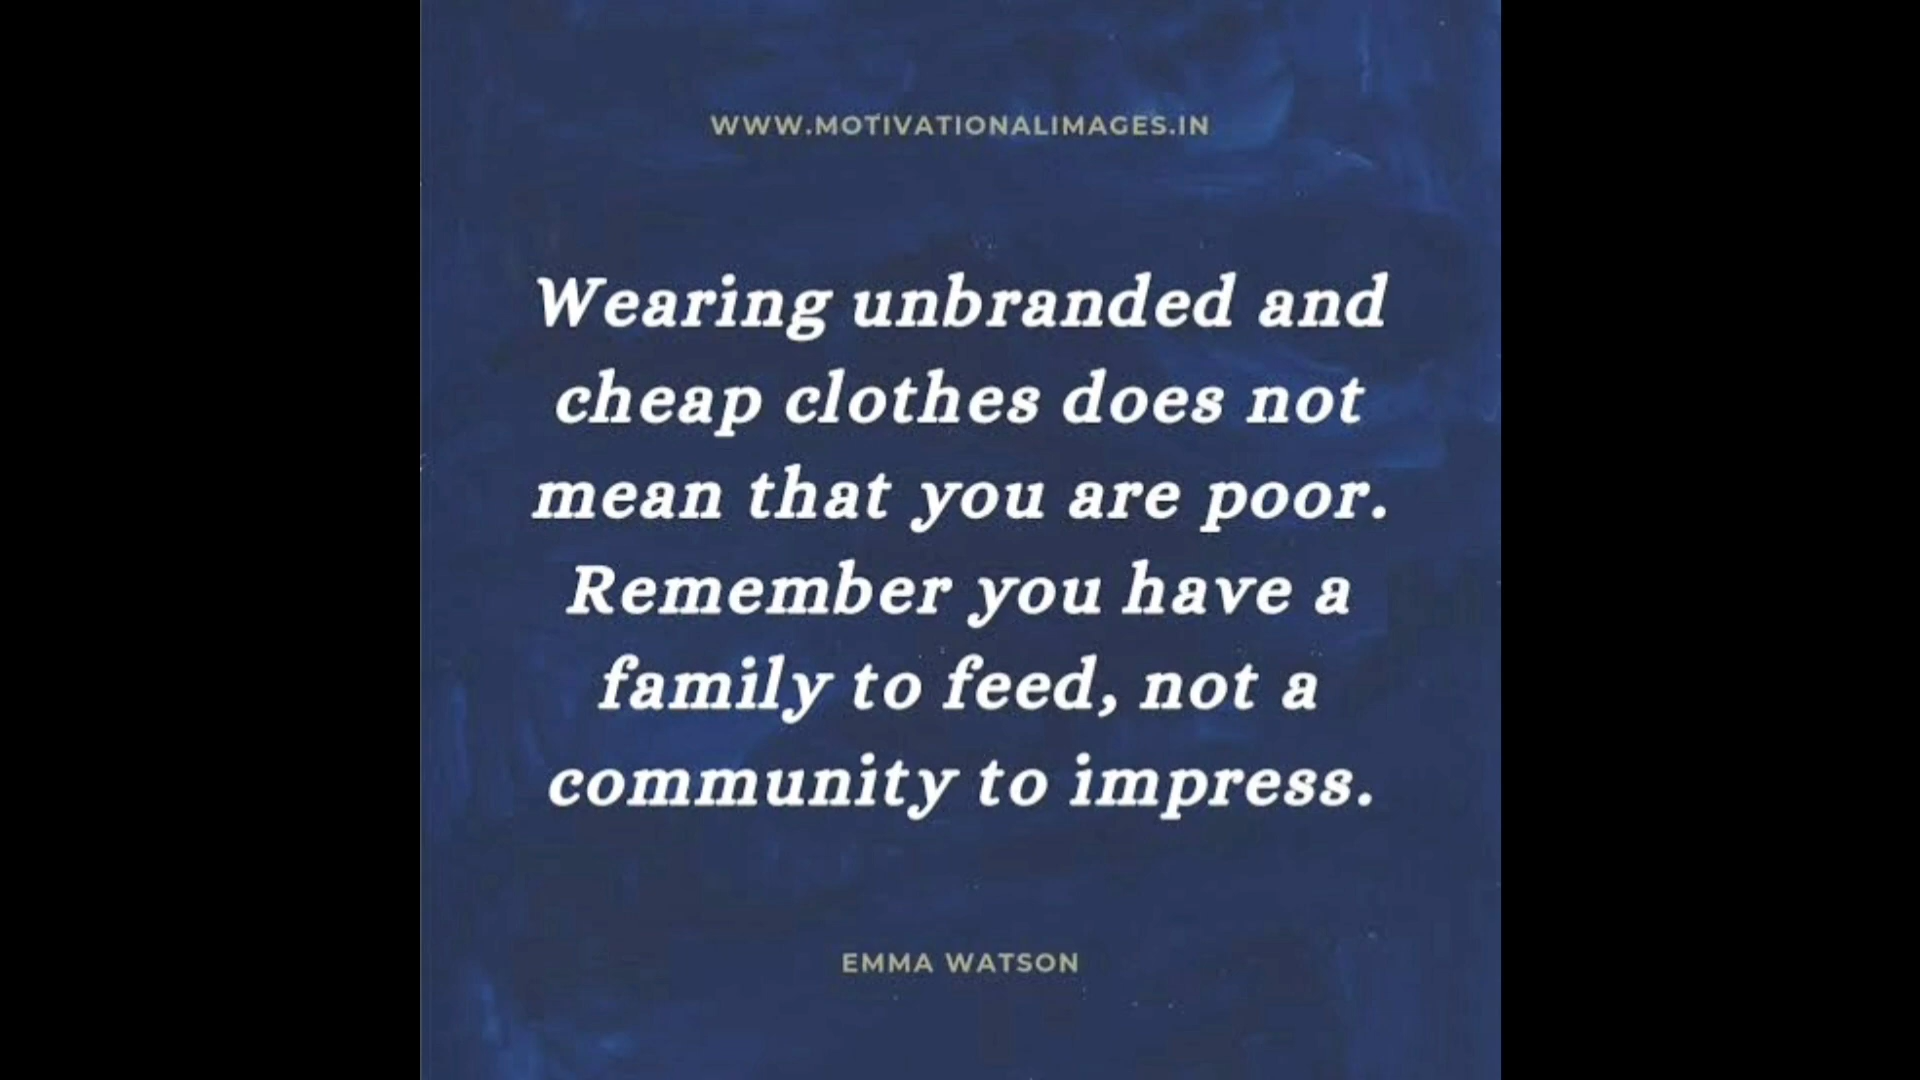 WWW.MOTIVATIONALIMAGES.IN
Wearing unbranded and
cheap clothes does not
mean that you are poor.
Remember you have a
family to feed, not a
community to impress.
EMMA WATSON